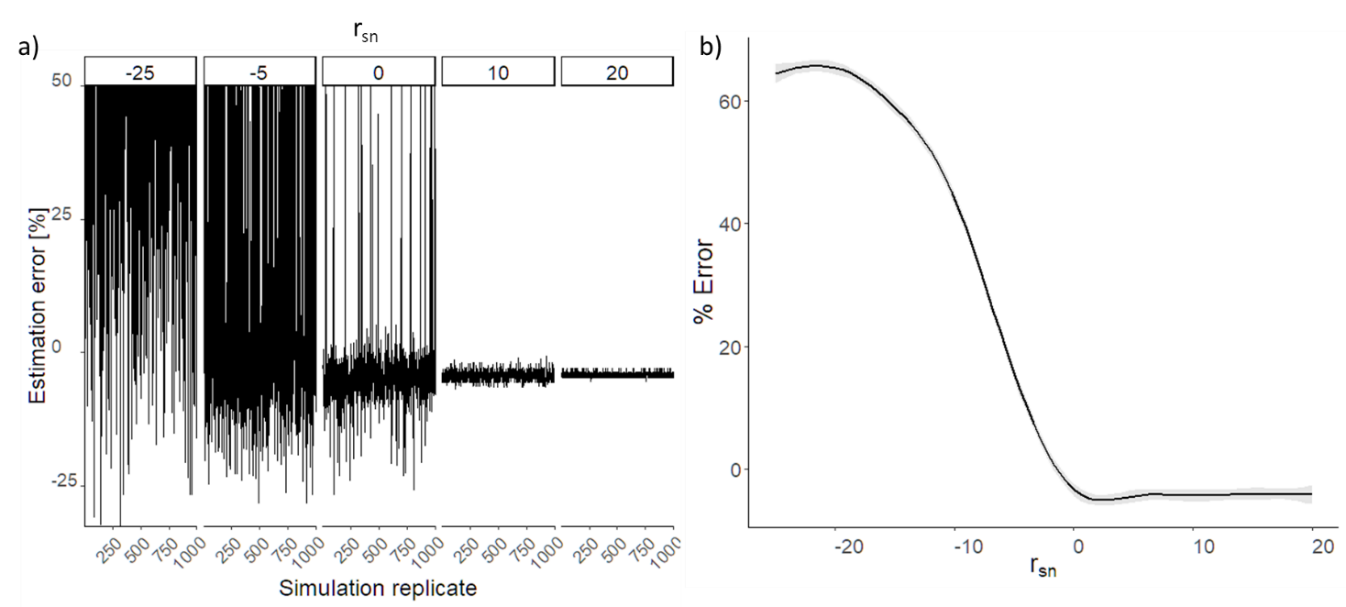 a)
r_sn
-25 -5 0 10 20
50
25
0
-25
Estimation error [%]
250 500 750 1000 250 500 750 1000 250 500 750 1000 250 500 750 1000 250 500 750 1000
Simulation replicate
b)
60
40
20
0
% Error
-20 -10 0 10 20
r_sn